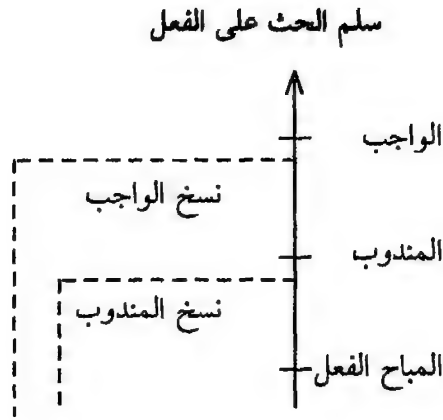 سلم الحث على الفعل
الواجب
نسخ الواجب
المندوب
نسخ المندوب
المباح الفعل